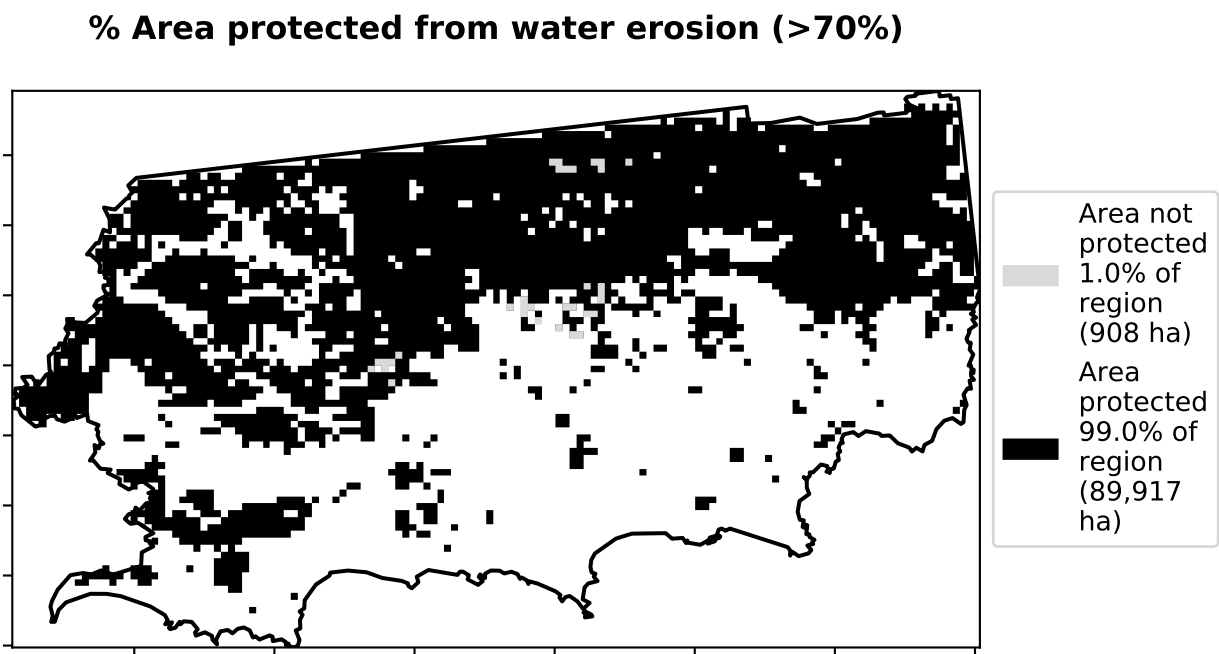 % Area protected from water erosion (>70%)
Area not
protected
1.0% of
region
(908 ha)
Area
protected
99.0% of
region
(89,917
ha)